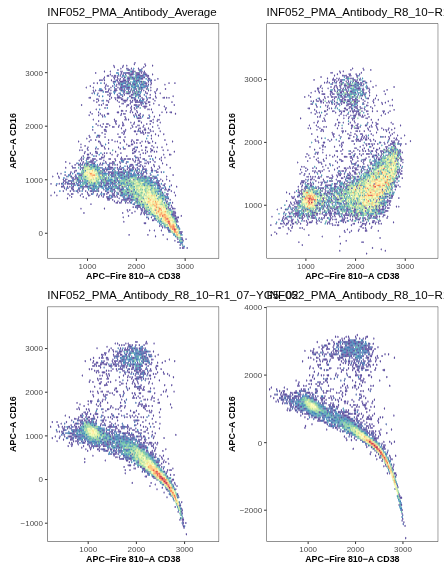 INF052_PMA_Antibody_Average
INF052_PMA_Antibody_R8_10−R
3000
2000
1000
0
APC−A CD16
1000
2000
3000
APC−Fire 810−A CD38
3000
2000
1000
APC−A CD16
1000
2000
3000
APC−Fire 810−A CD38
INF052_PMA_Antibody_R8_10−R1_07−YG5_05
INF052_PMA_Antibody_R8_10−R
3000
2000
1000
0
−1000
APC−A CD16
1000
2000
3000
APC−Fire 810−A CD38
4000
2000
0
−2000
APC−A CD16
1000
2000
3000
APC−Fire 810−A CD38